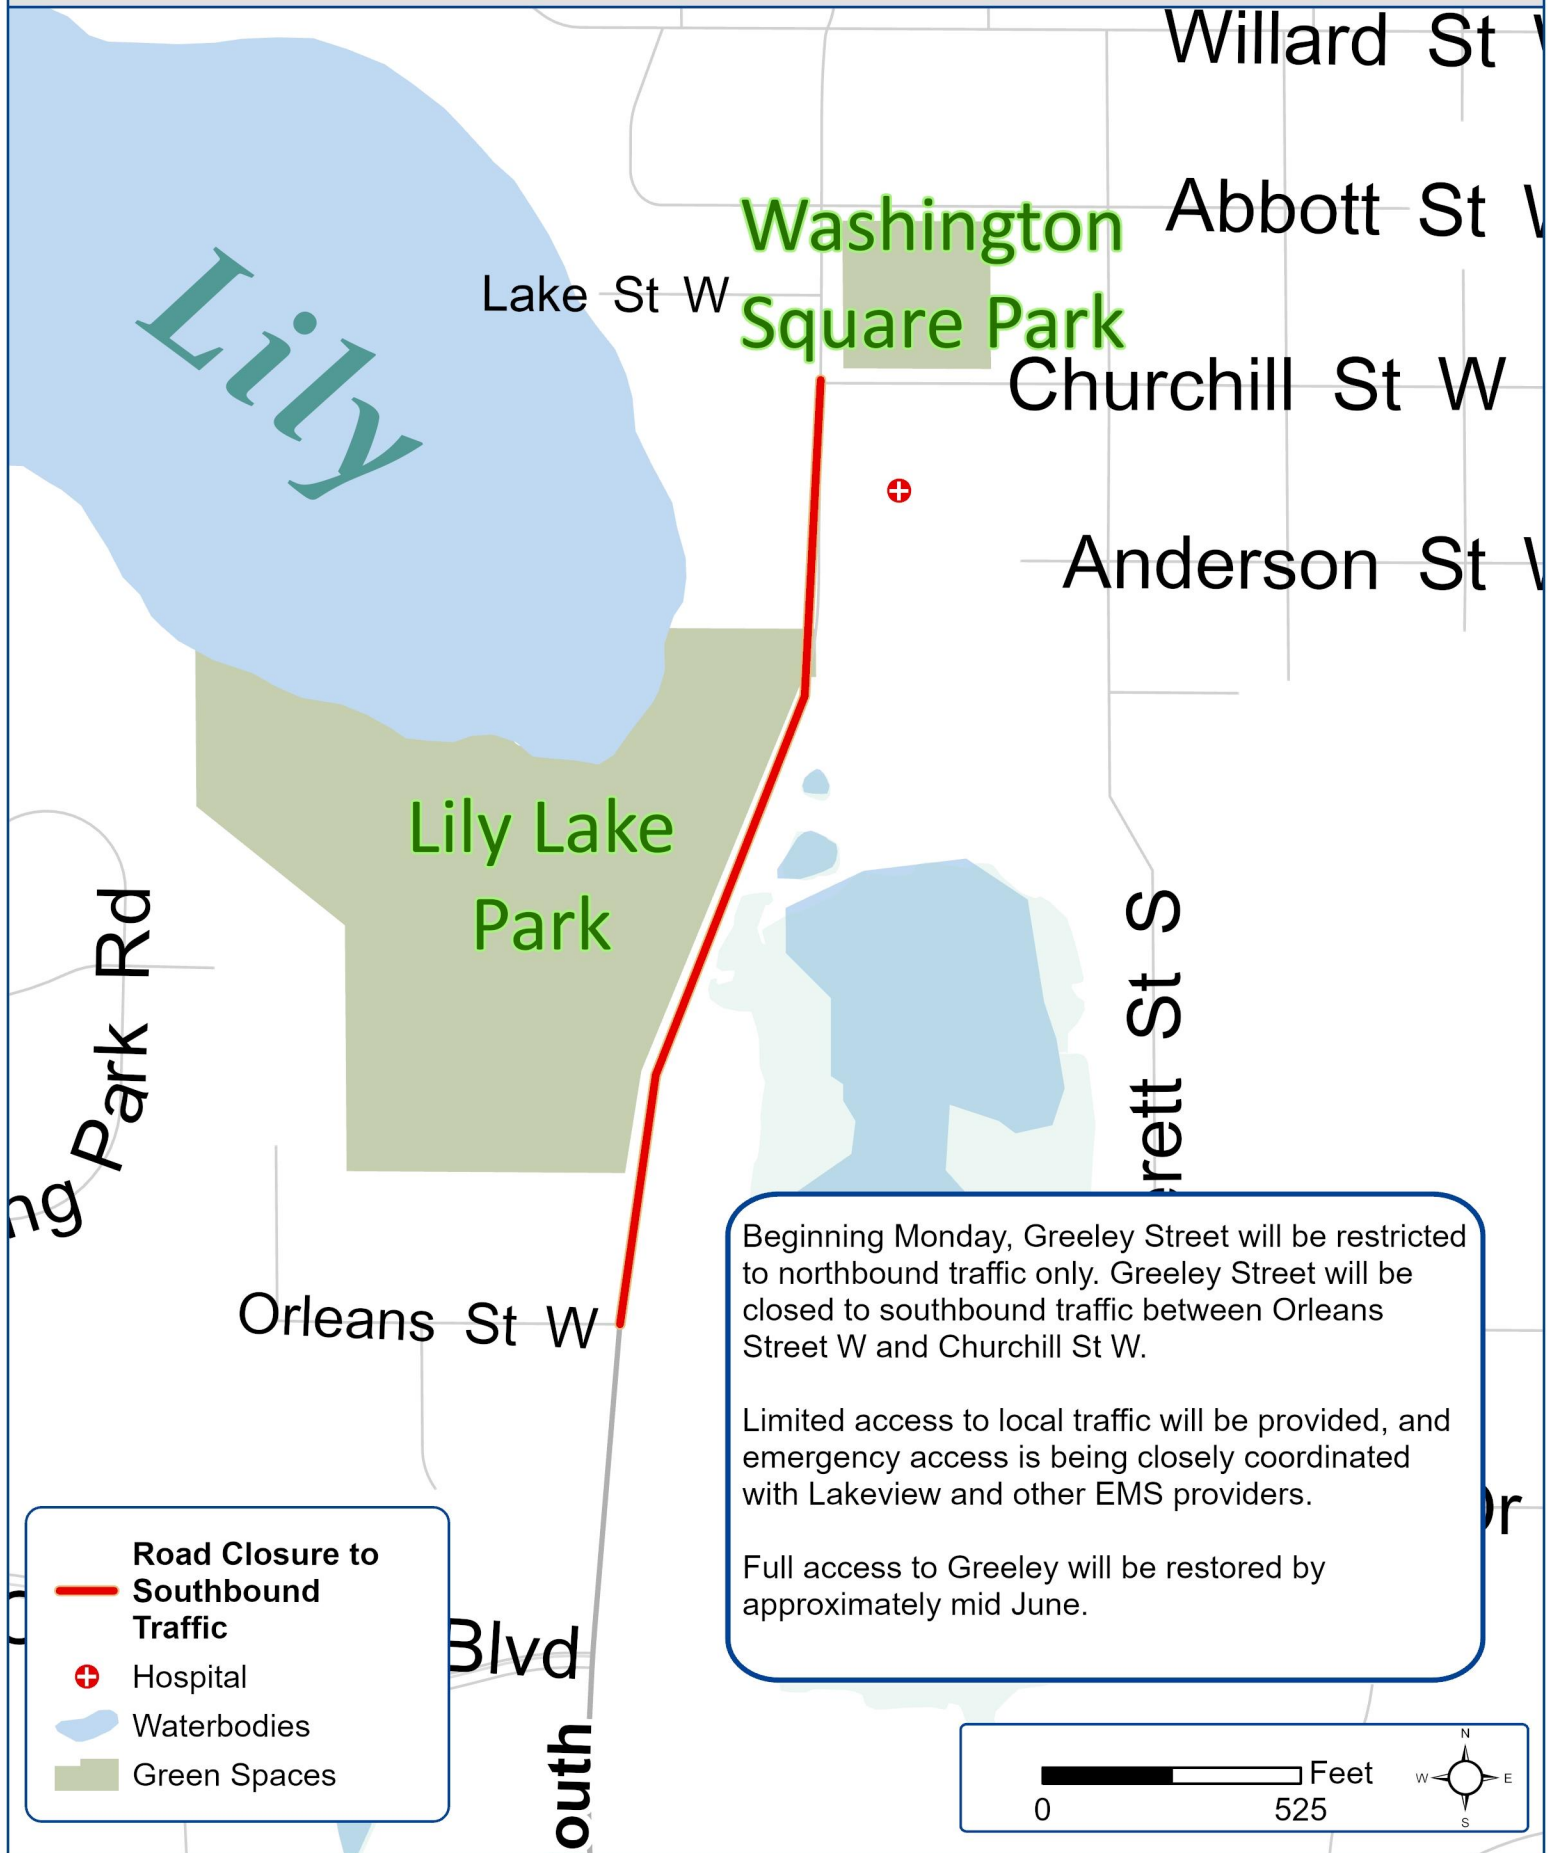 Willard St
Abbott St
Washington
Square Park
Lake St W
Lily
Churchill St W
Anderson St
Lily Lake
Park
Park Rd
St S
Orleans St W
Beginning Monday, Greeley Street will be restricted
to northbound traffic only. Greeley Street will be
closed to southbound traffic between Orleans
Street W and Churchill St W.
Limited access to local traffic will be provided, and
emergency access is being closely coordinated
with Lakeview and other EMS providers.
Full access to Greeley will be restored by
approximately mid June.
Blvd
Road Closure to
Southbound
Traffic
Hospital
Waterbodies
Green Spaces
Feet
0 525
N
W E
S